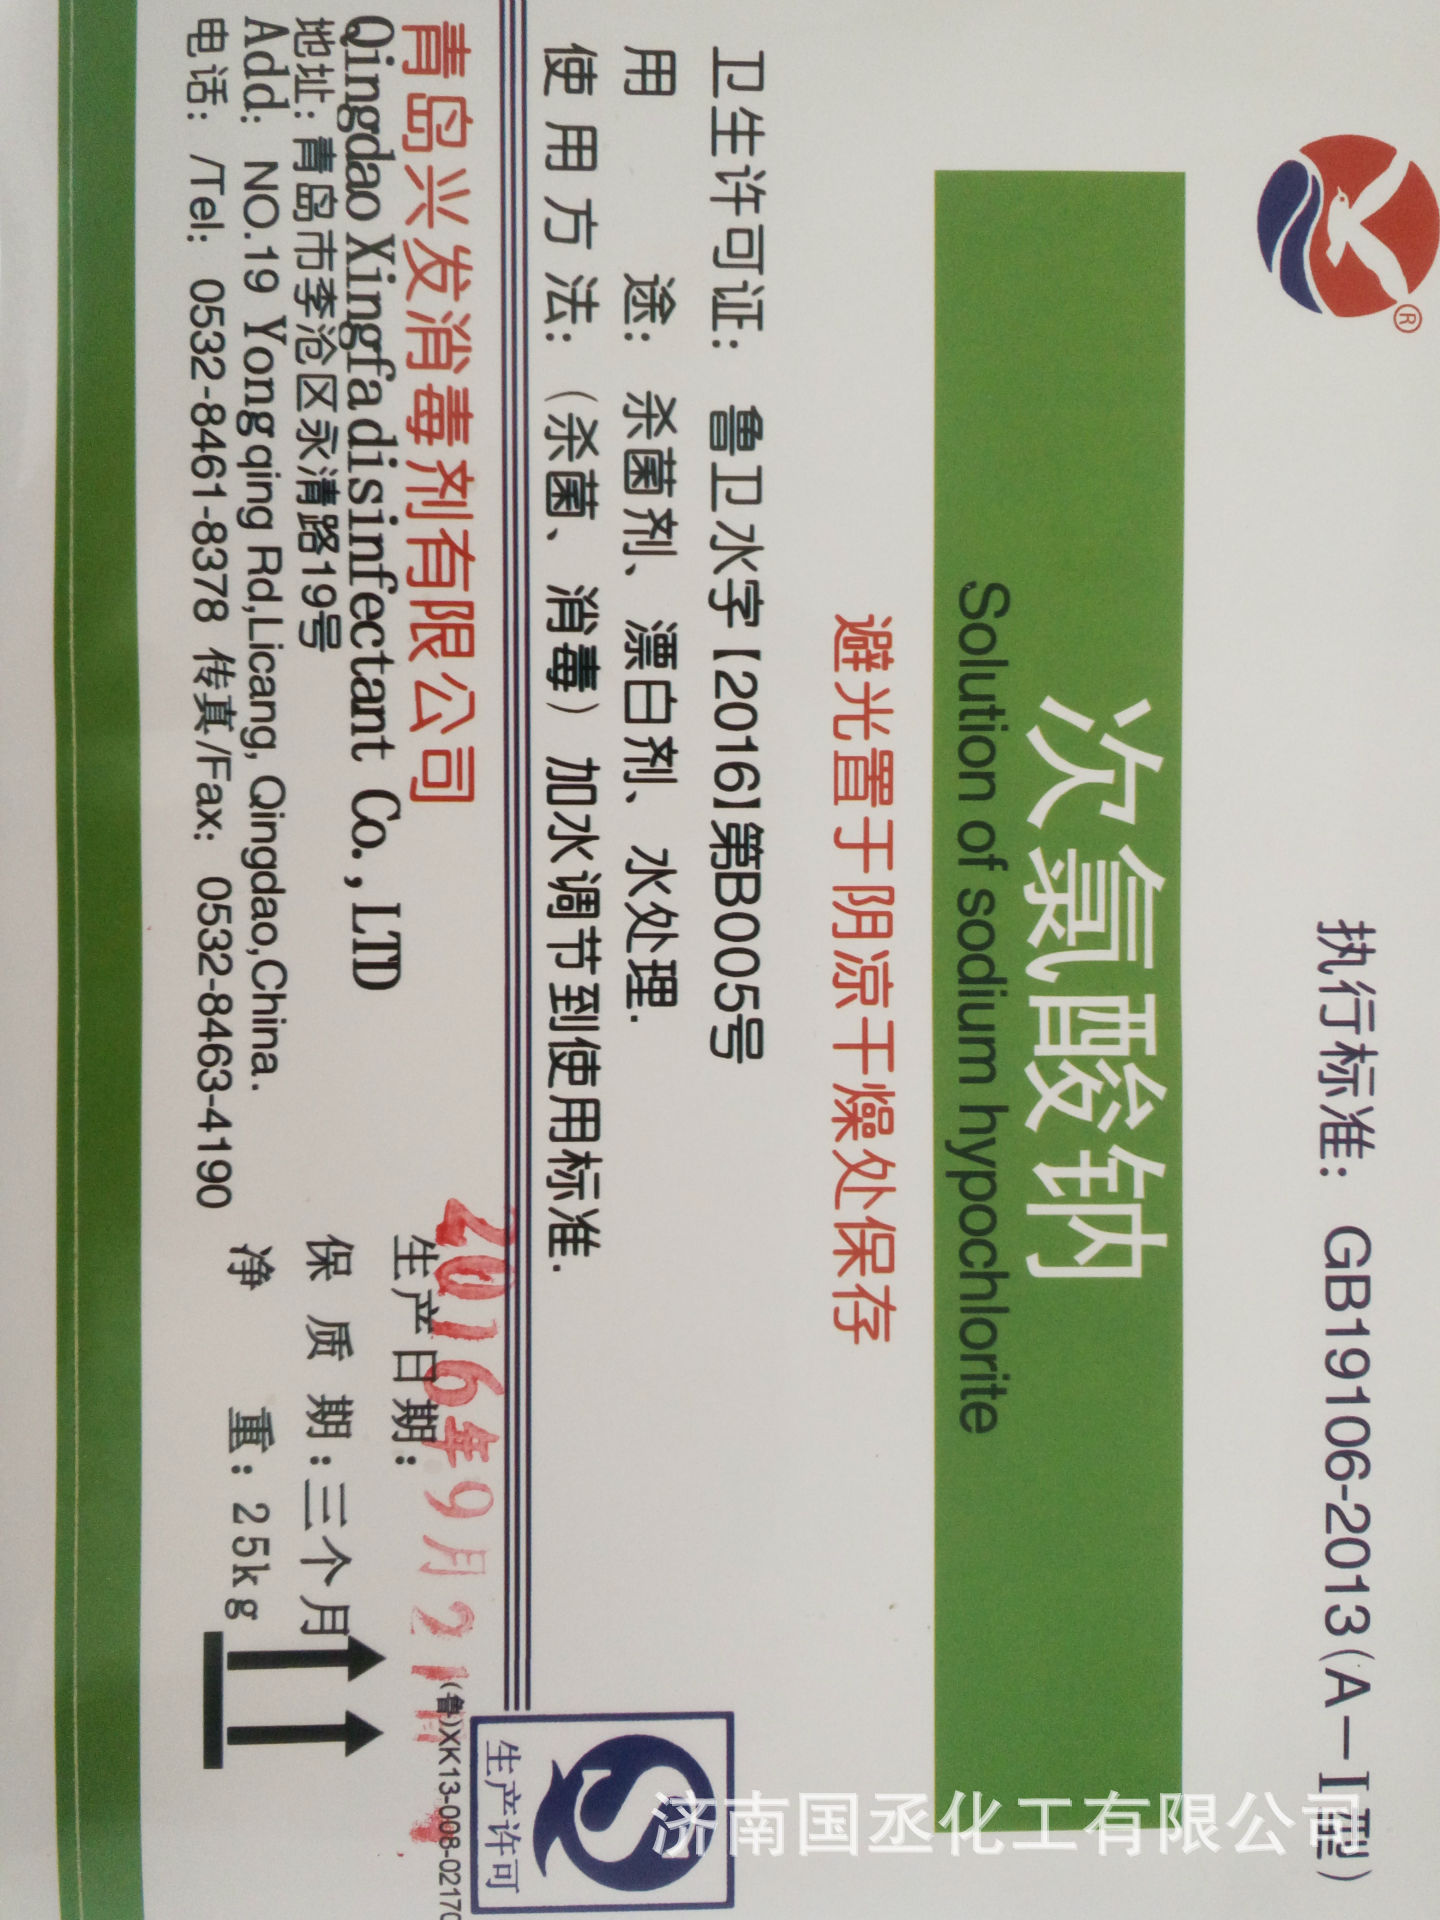 ®
执行标准：GB19106-2013(A－I型)
次氯酸钠
Solution of sodium hypochlorite
避光置于阴凉干燥处保存
卫生许可证：鲁卫水字【2016】第B005号
用途：杀菌剂、漂白剂、水处理.
使用方法：(杀菌、消毒)加水调节到使用标准.
青岛兴发消毒剂有限公司
Qingdao Xingfa disinfectant Co.,LTD
地址：青岛市李沧区永清路19号
Add：NO.19 Yongqing Rd,Licang, Qingdao,China.
电话：/Tel：0532-8461-8378 传真/Fax：0532-8463-4190
生产日期：
2016年9月21
保质期：三个月
净重：25kg
生产许可
(鲁)XK13-008-0217
济南国丞化工有限公司